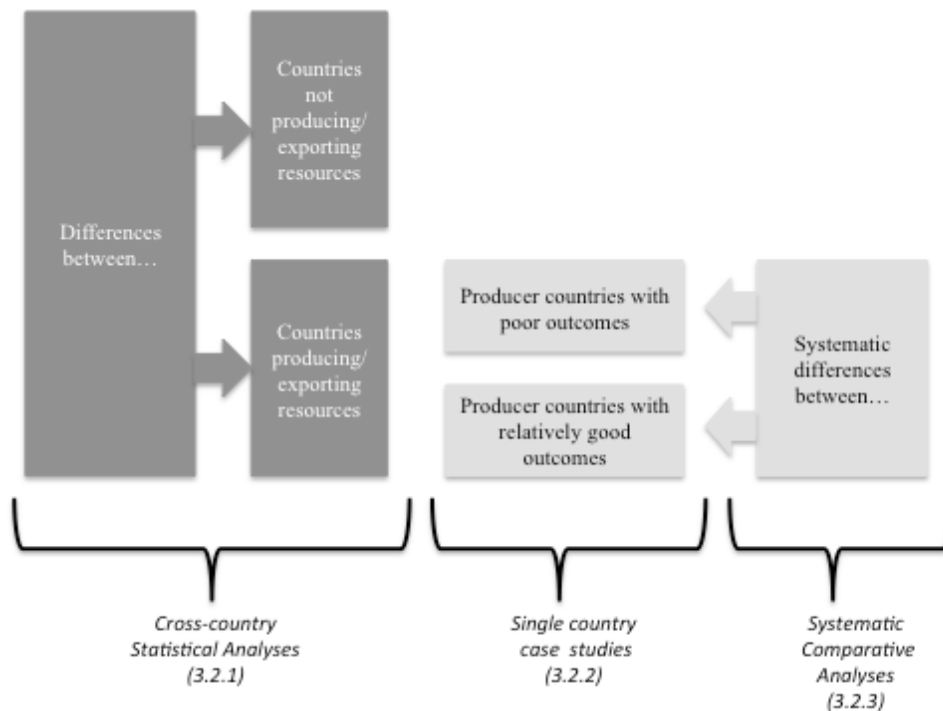 Differences
between…
Countries
not
producing/
exporting
resources
Countries
producing/
exporting
resources
Producer countries with
poor outcomes
Producer countries with
relatively good
outcomes
Systematic
differences
between…
Cross-country
Statistical Analyses
(3.2.1)
Single country
case studies
(3.2.2)
Systematic
Comparative
Analyses
(3.2.3)